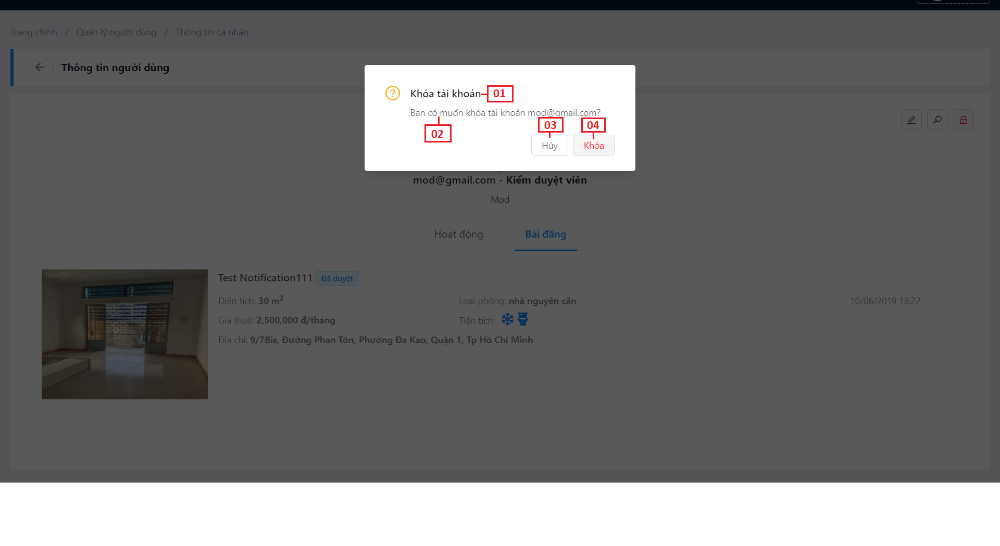 Trang chính / Quản lý người dùng / Thông tin cá nhân
Thông tin người dùng
Khóa tài khoản 01
Bạn có muốn khóa tài khoản mod@gmail.com?
02 03 04
Hủy Khóa
mod@gmail.com - Kiểm duyệt viên
Mod
Hoạt động Bài đăng
Test Notification111 Đã duyệt
Diện tích: 30 m² Loại phòng: nhà nguyên căn 10/06/2019 18:22
Giá thuê: 2,500,000 đ/tháng Tiện tích:
Địa chỉ: 9/7Bis, Đường Phan Tôn, Phường Đa Kao, Quận 1, Tp Hồ Chí Minh